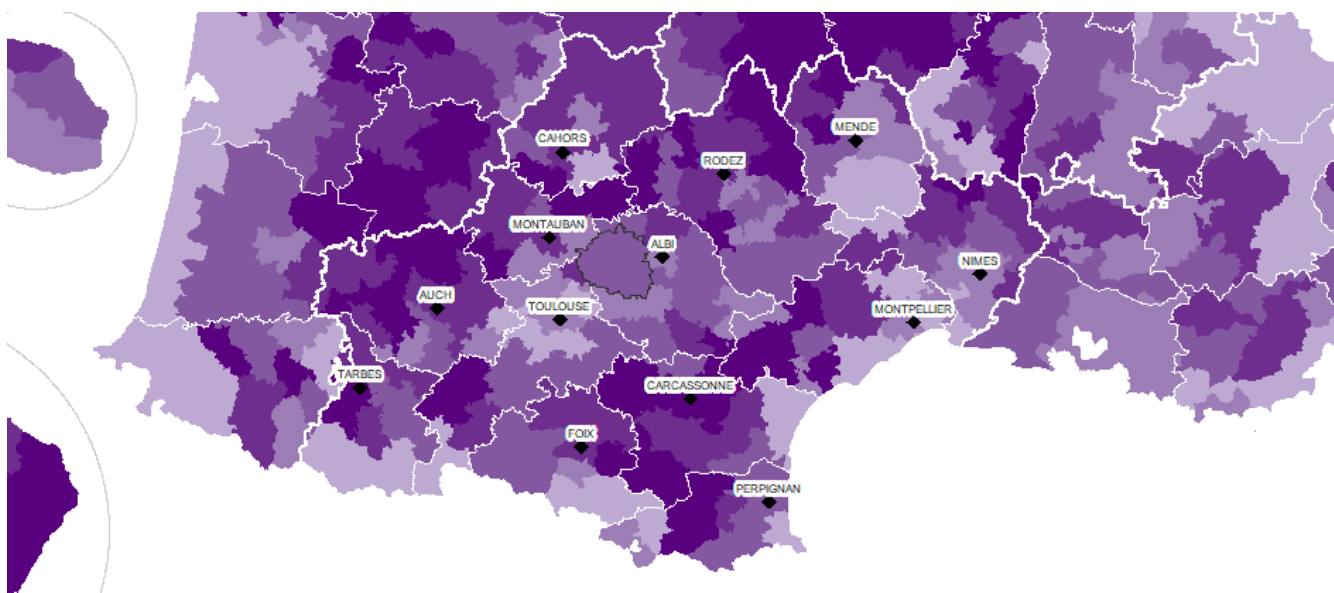 MENDE
CAHORS
RODEZ
MONTAUBAN
ALBI
NIMES
AUCH
TOULOUSE
MONTPELLIER
TARBES
CARCASSONNE
FOIX
PERPIGNAN